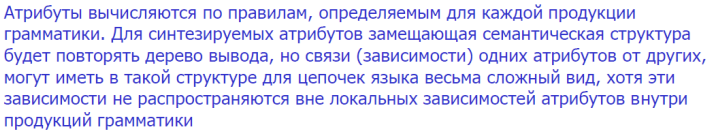 Атрибуты вычисляются по правилам, определяемым для каждой продукции
грамматики. Для синтезируемых атрибутов замещающая семантическая структура
будет повторять дерево вывода, но связи (зависимости) одних атрибутов от других,
могут иметь в такой структуре для цепочек языка весьма сложный вид, хотя эти
зависимости не распространяются вне локальных зависимостей атрибутов внутри
продукций грамматики